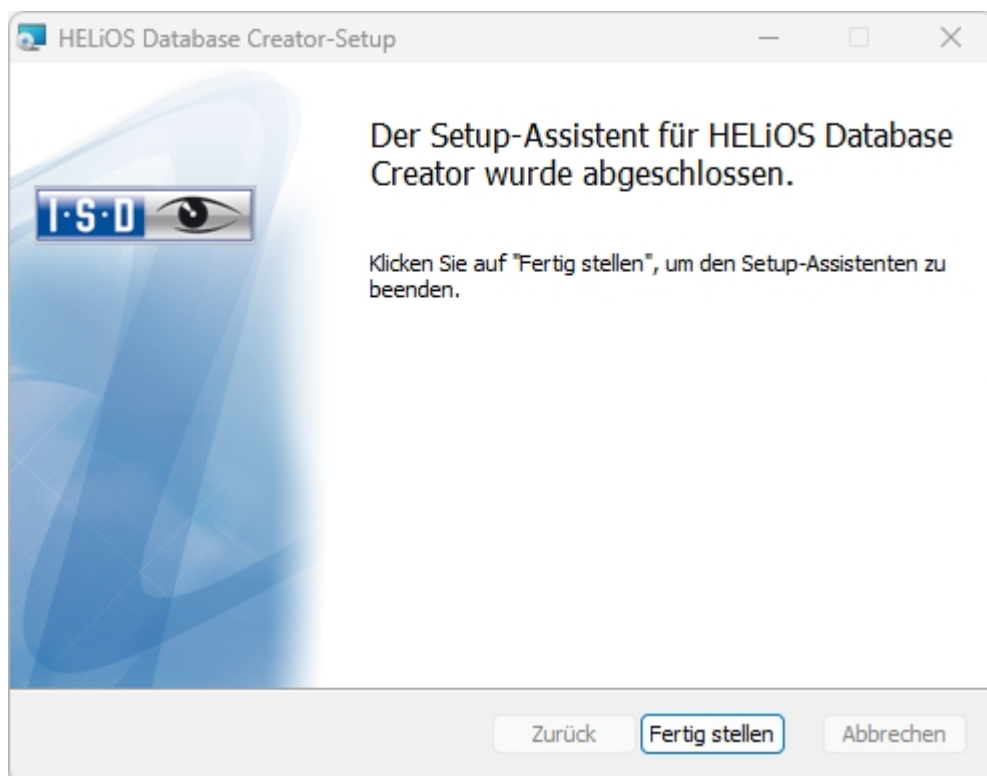 HELiOS Database Creator-Setup
Der Setup-Assistent für HELiOS Database
Creator wurde abgeschlossen.
I·S·D
Klicken Sie auf "Fertig stellen", um den Setup-Assistenten zu
beenden.
Zurück Fertig stellen Abbrechen